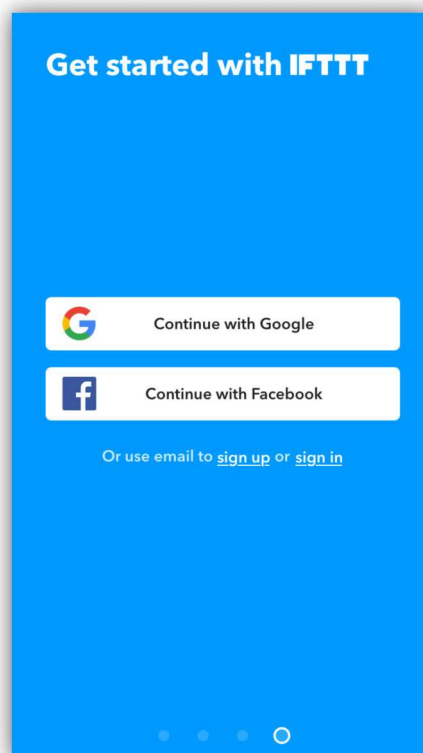 Get started with IFTTT
Continue with Google
Continue with Facebook
Or use email to sign up or sign in